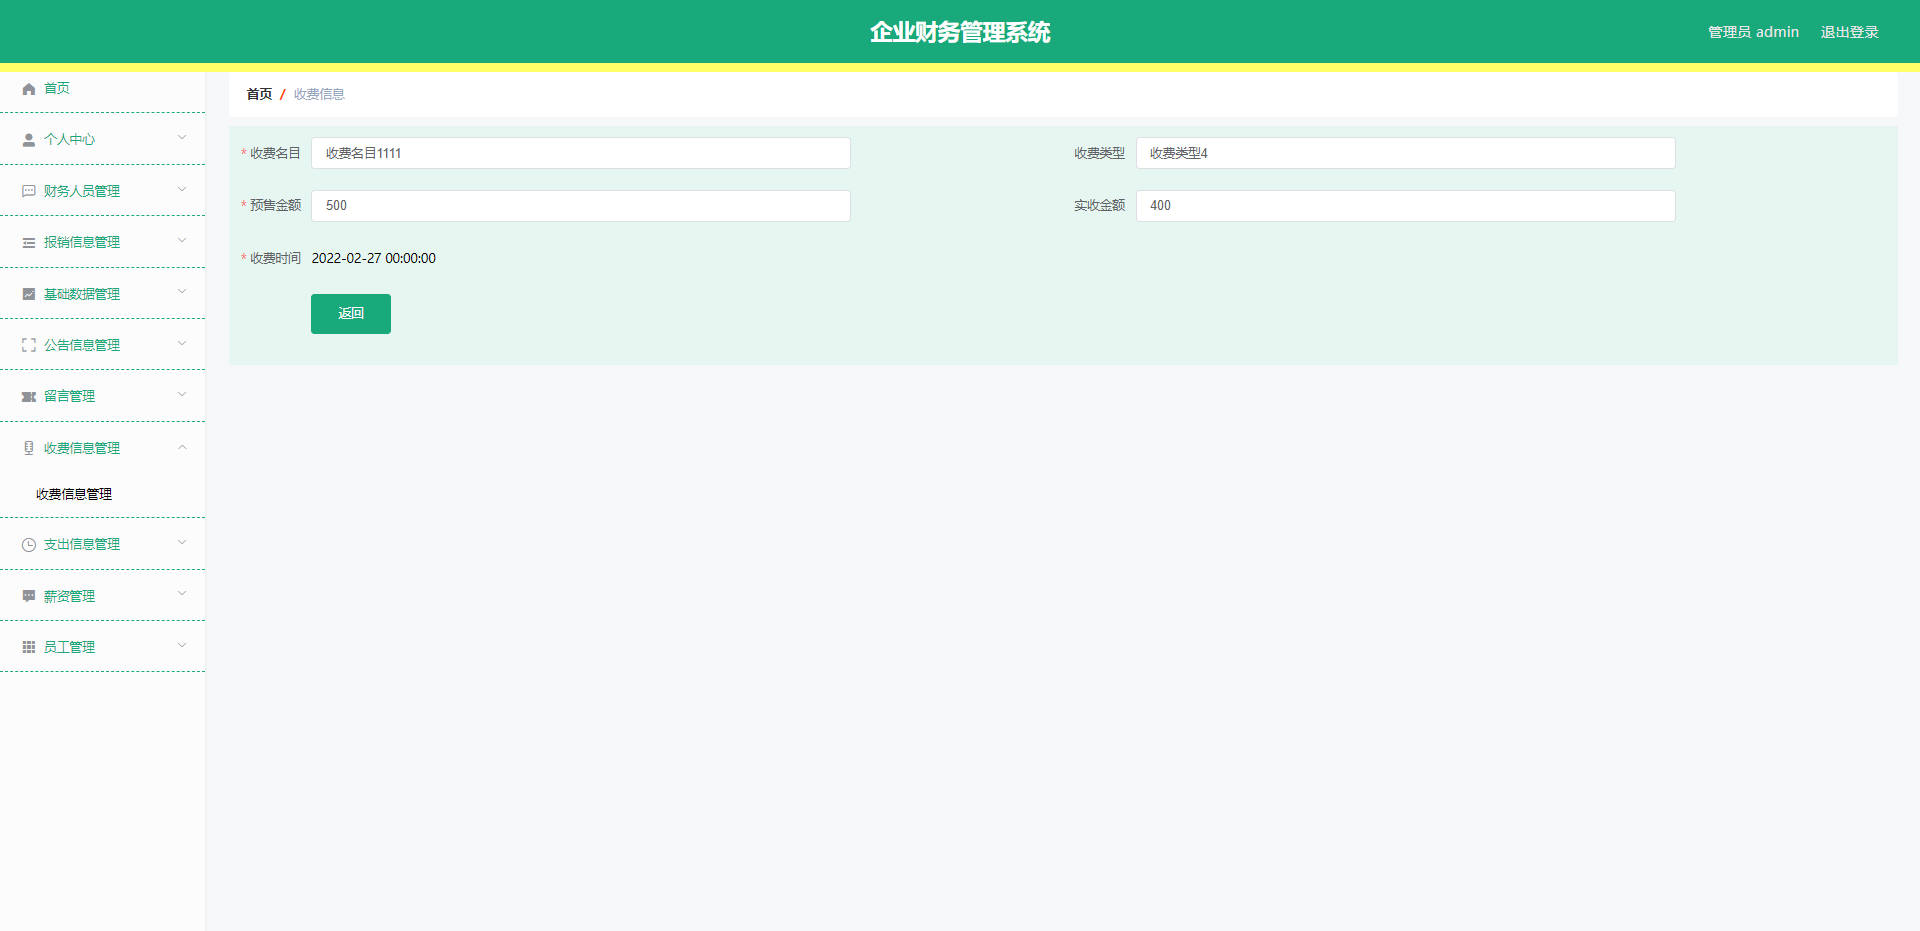 企业财务管理系统
管理员 admin 退出登录
首页
个人中心
财务人员管理
报销信息管理
基础数据管理
公告信息管理
留言管理
收费信息管理
收费信息管理
支出信息管理
薪资管理
员工管理
首页 / 收费信息
* 收费名目 收费名目1111 收费类型 收费类型4
* 预售金额 500 实收金额 400
* 收费时间 2022-02-27 00:00:00
返回